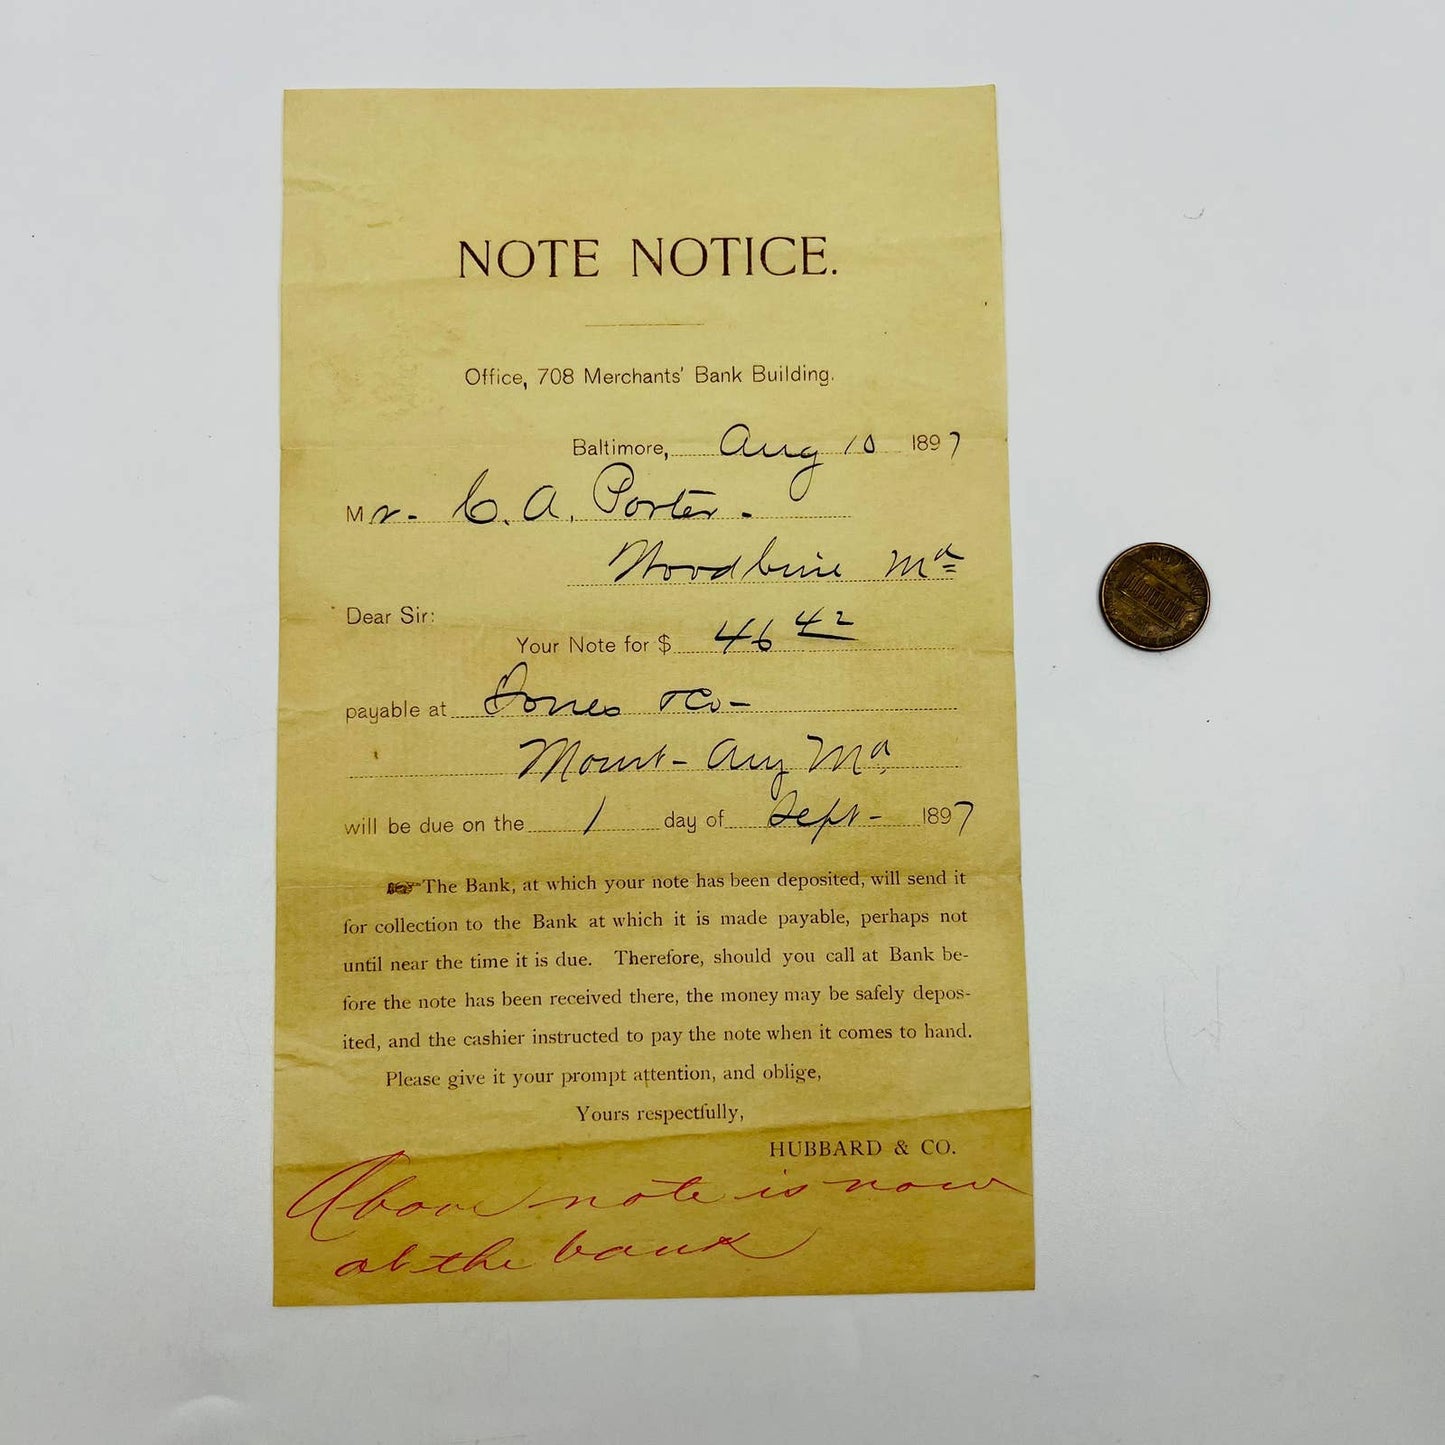 NOTE NOTICE.
Office, 708 Merchants' Bank Building.
Baltimore, Aug 10 1897
Mr. C. A. Porter.
Woodbine Md
Dear Sir:
Your Note for $ 46 42
payable at Jones & Co-
Mount-Airy Md,
will be due on the 1 day of Sept- 1897
☞ The Bank, at which your note has been deposited, will send it
for collection to the Bank at which it is made payable, perhaps not
until near the time it is due. Therefore, should you call at Bank be-
fore the note has been received there, the money may be safely depos-
ited, and the cashier instructed to pay the note when it comes to hand.
Please give it your prompt attention, and oblige,
Yours respectfully,
HUBBARD & CO.
Above note is now
at the bank